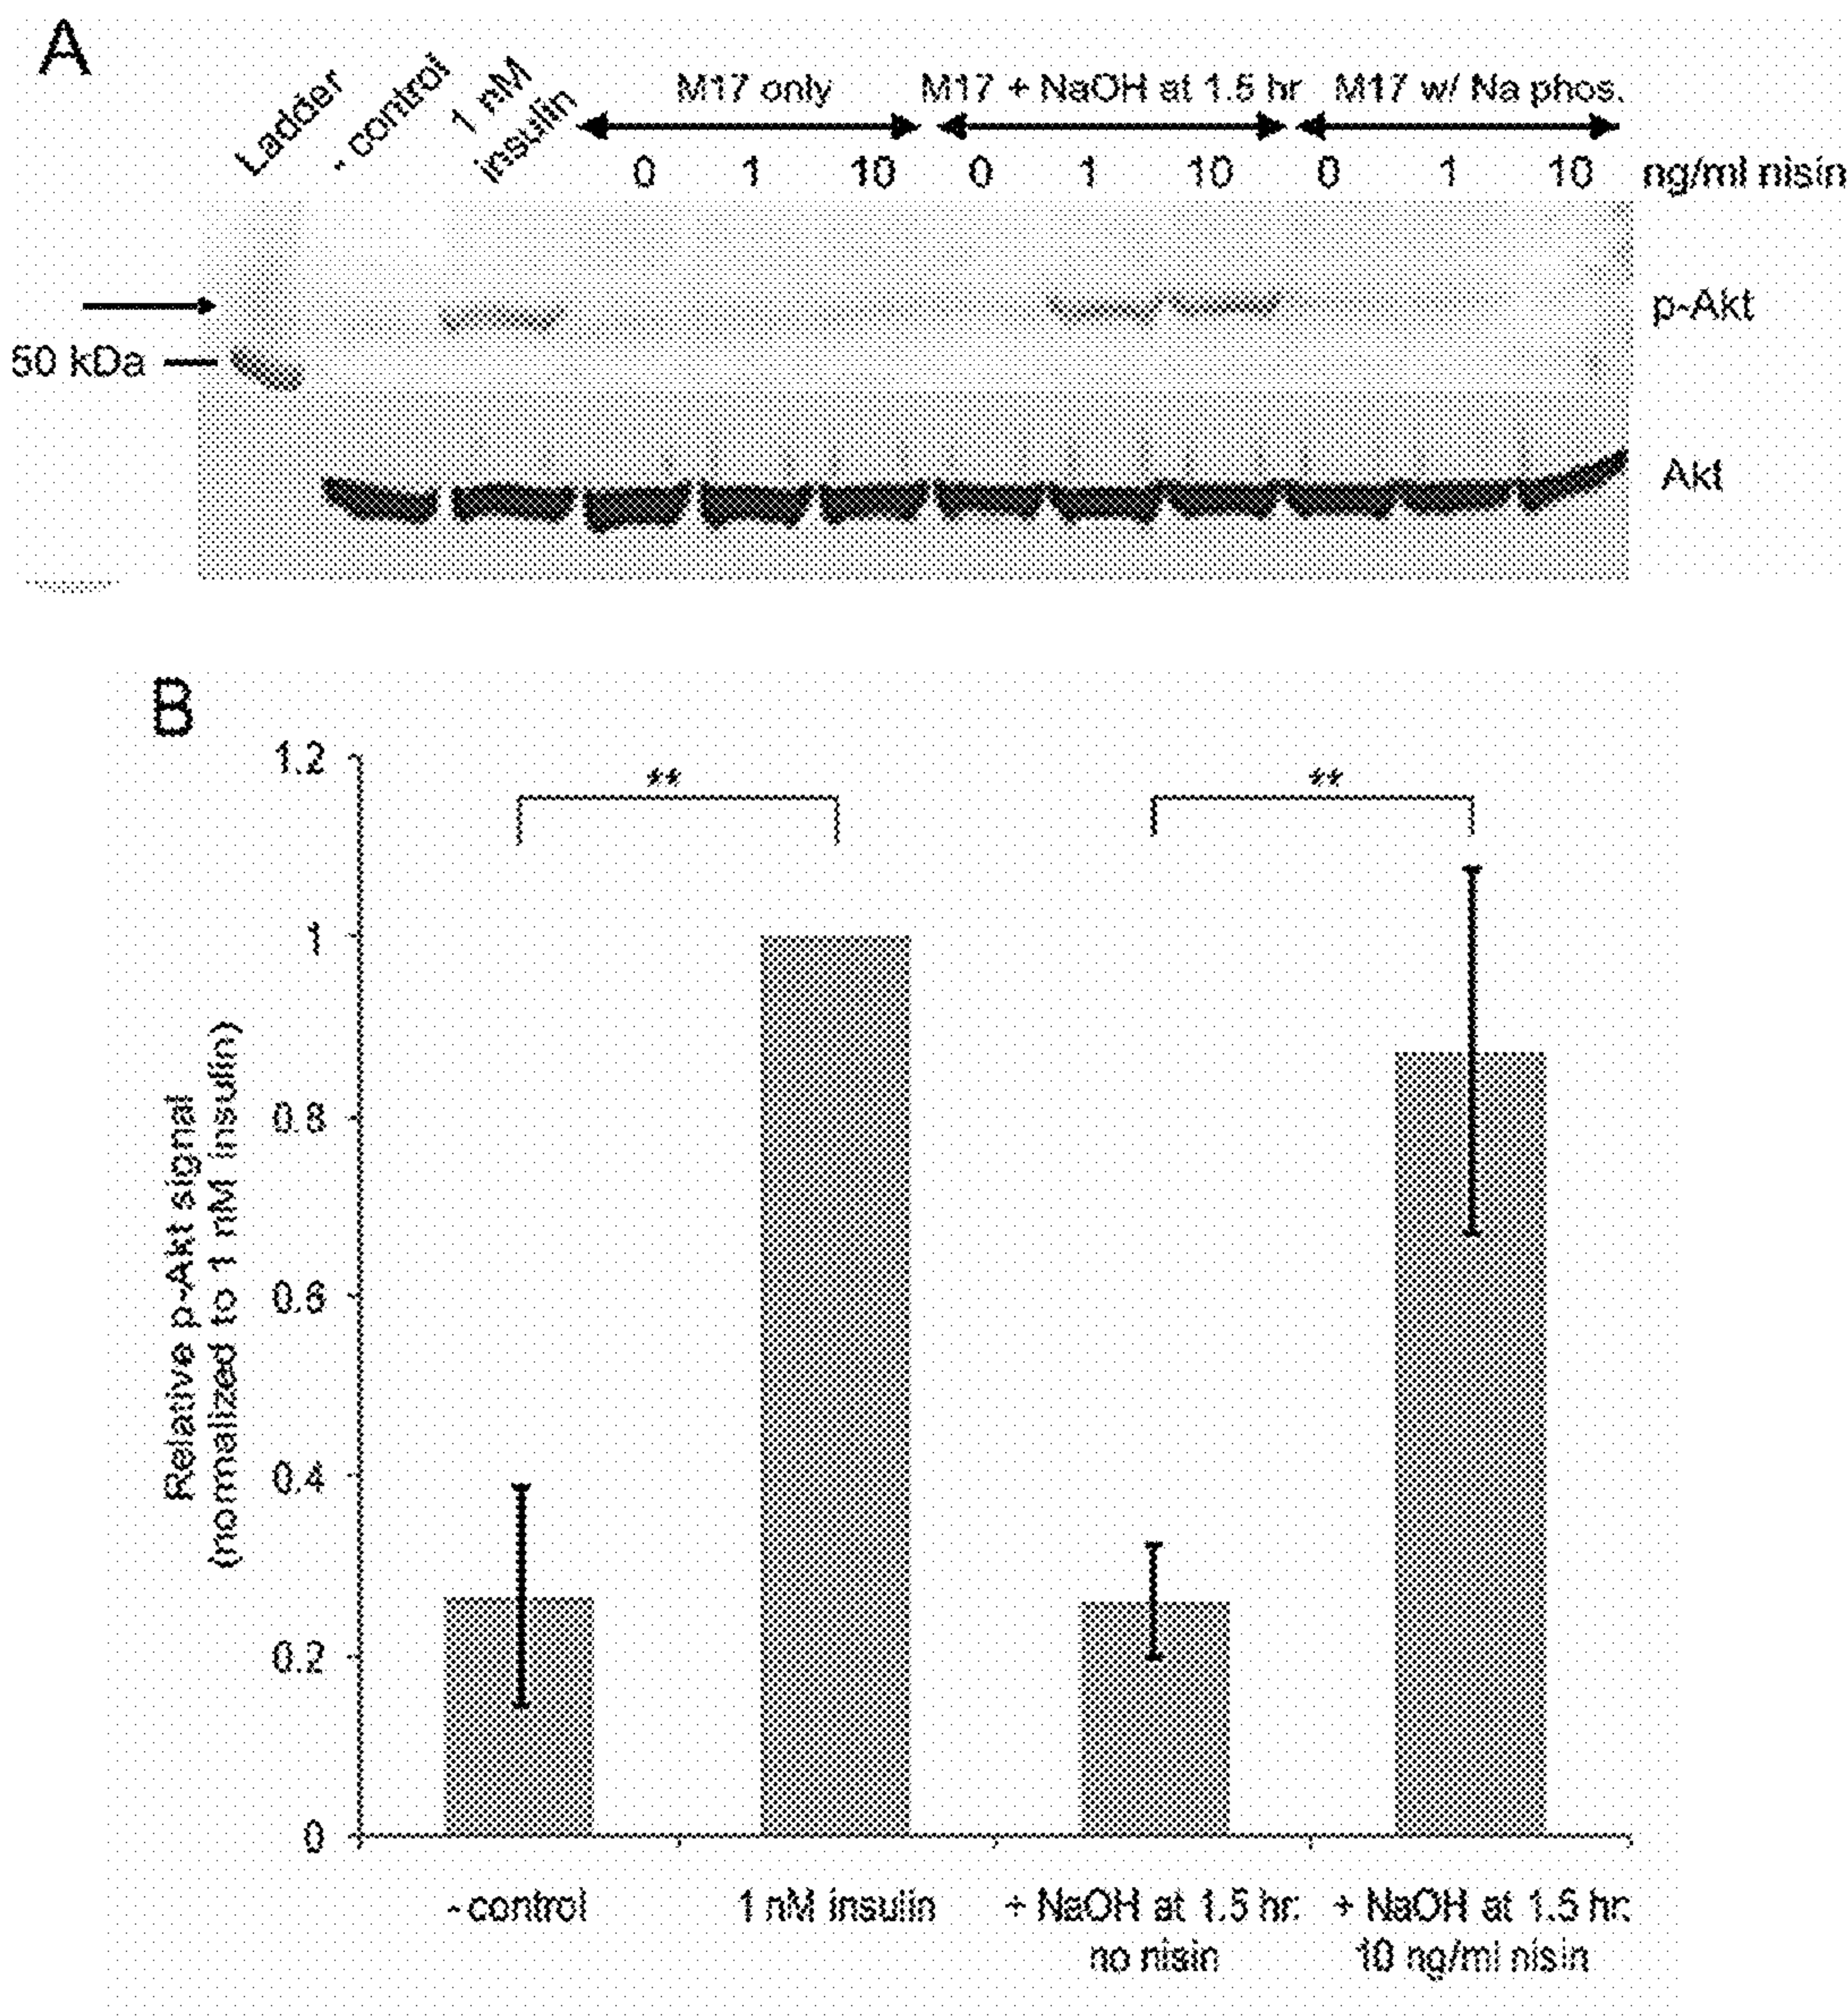 A
Ladder
- control
1 nM
insulin
M17 only
M17 + NaOH at 1.5 hr
M17 w/ Na phos.
0 1 10 0 1 10 0 1 10 ng/ml nisin
p-Akt
50 kDa
Akt
B
**
**
1.2
1
0.8
0.6
0.4
0.2
0
Relative p-Akt signal
(normalized to 1 nM insulin)
- control
1 nM insulin
+ NaOH at 1.5 hr:
no nisin
+ NaOH at 1.5 hr:
10 ng/ml nisin